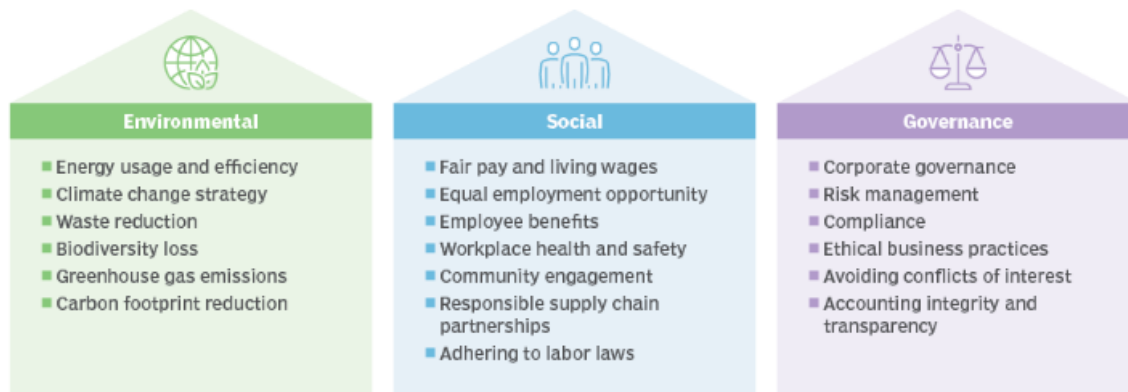 Environmental
Energy usage and efficiency
Climate change strategy
Waste reduction
Biodiversity loss
Greenhouse gas emissions
Carbon footprint reduction
Social
Fair pay and living wages
Equal employment opportunity
Employee benefits
Workplace health and safety
Community engagement
Responsible supply chain
partnerships
Adhering to labor laws
Governance
Corporate governance
Risk management
Compliance
Ethical business practices
Avoiding conflicts of interest
Accounting integrity and
transparency